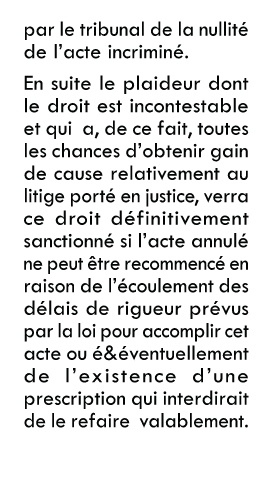 par le tribunal de la nullité
de l’acte incriminé.
En suite le plaideur dont
le droit est incontestable
et qui a, de ce fait, toutes
les chances d’obtenir gain
de cause relativement au
litige porté en justice, verra
ce droit définitivement
sanctionné si l’acte annulé
ne peut être recommencé en
raison de l’écoulement des
délais de rigueur prévus
par la loi pour accomplir cet
acte ou é&éventuellement
de l’existence d’une
prescription qui interdirait
de le refaire valablement.